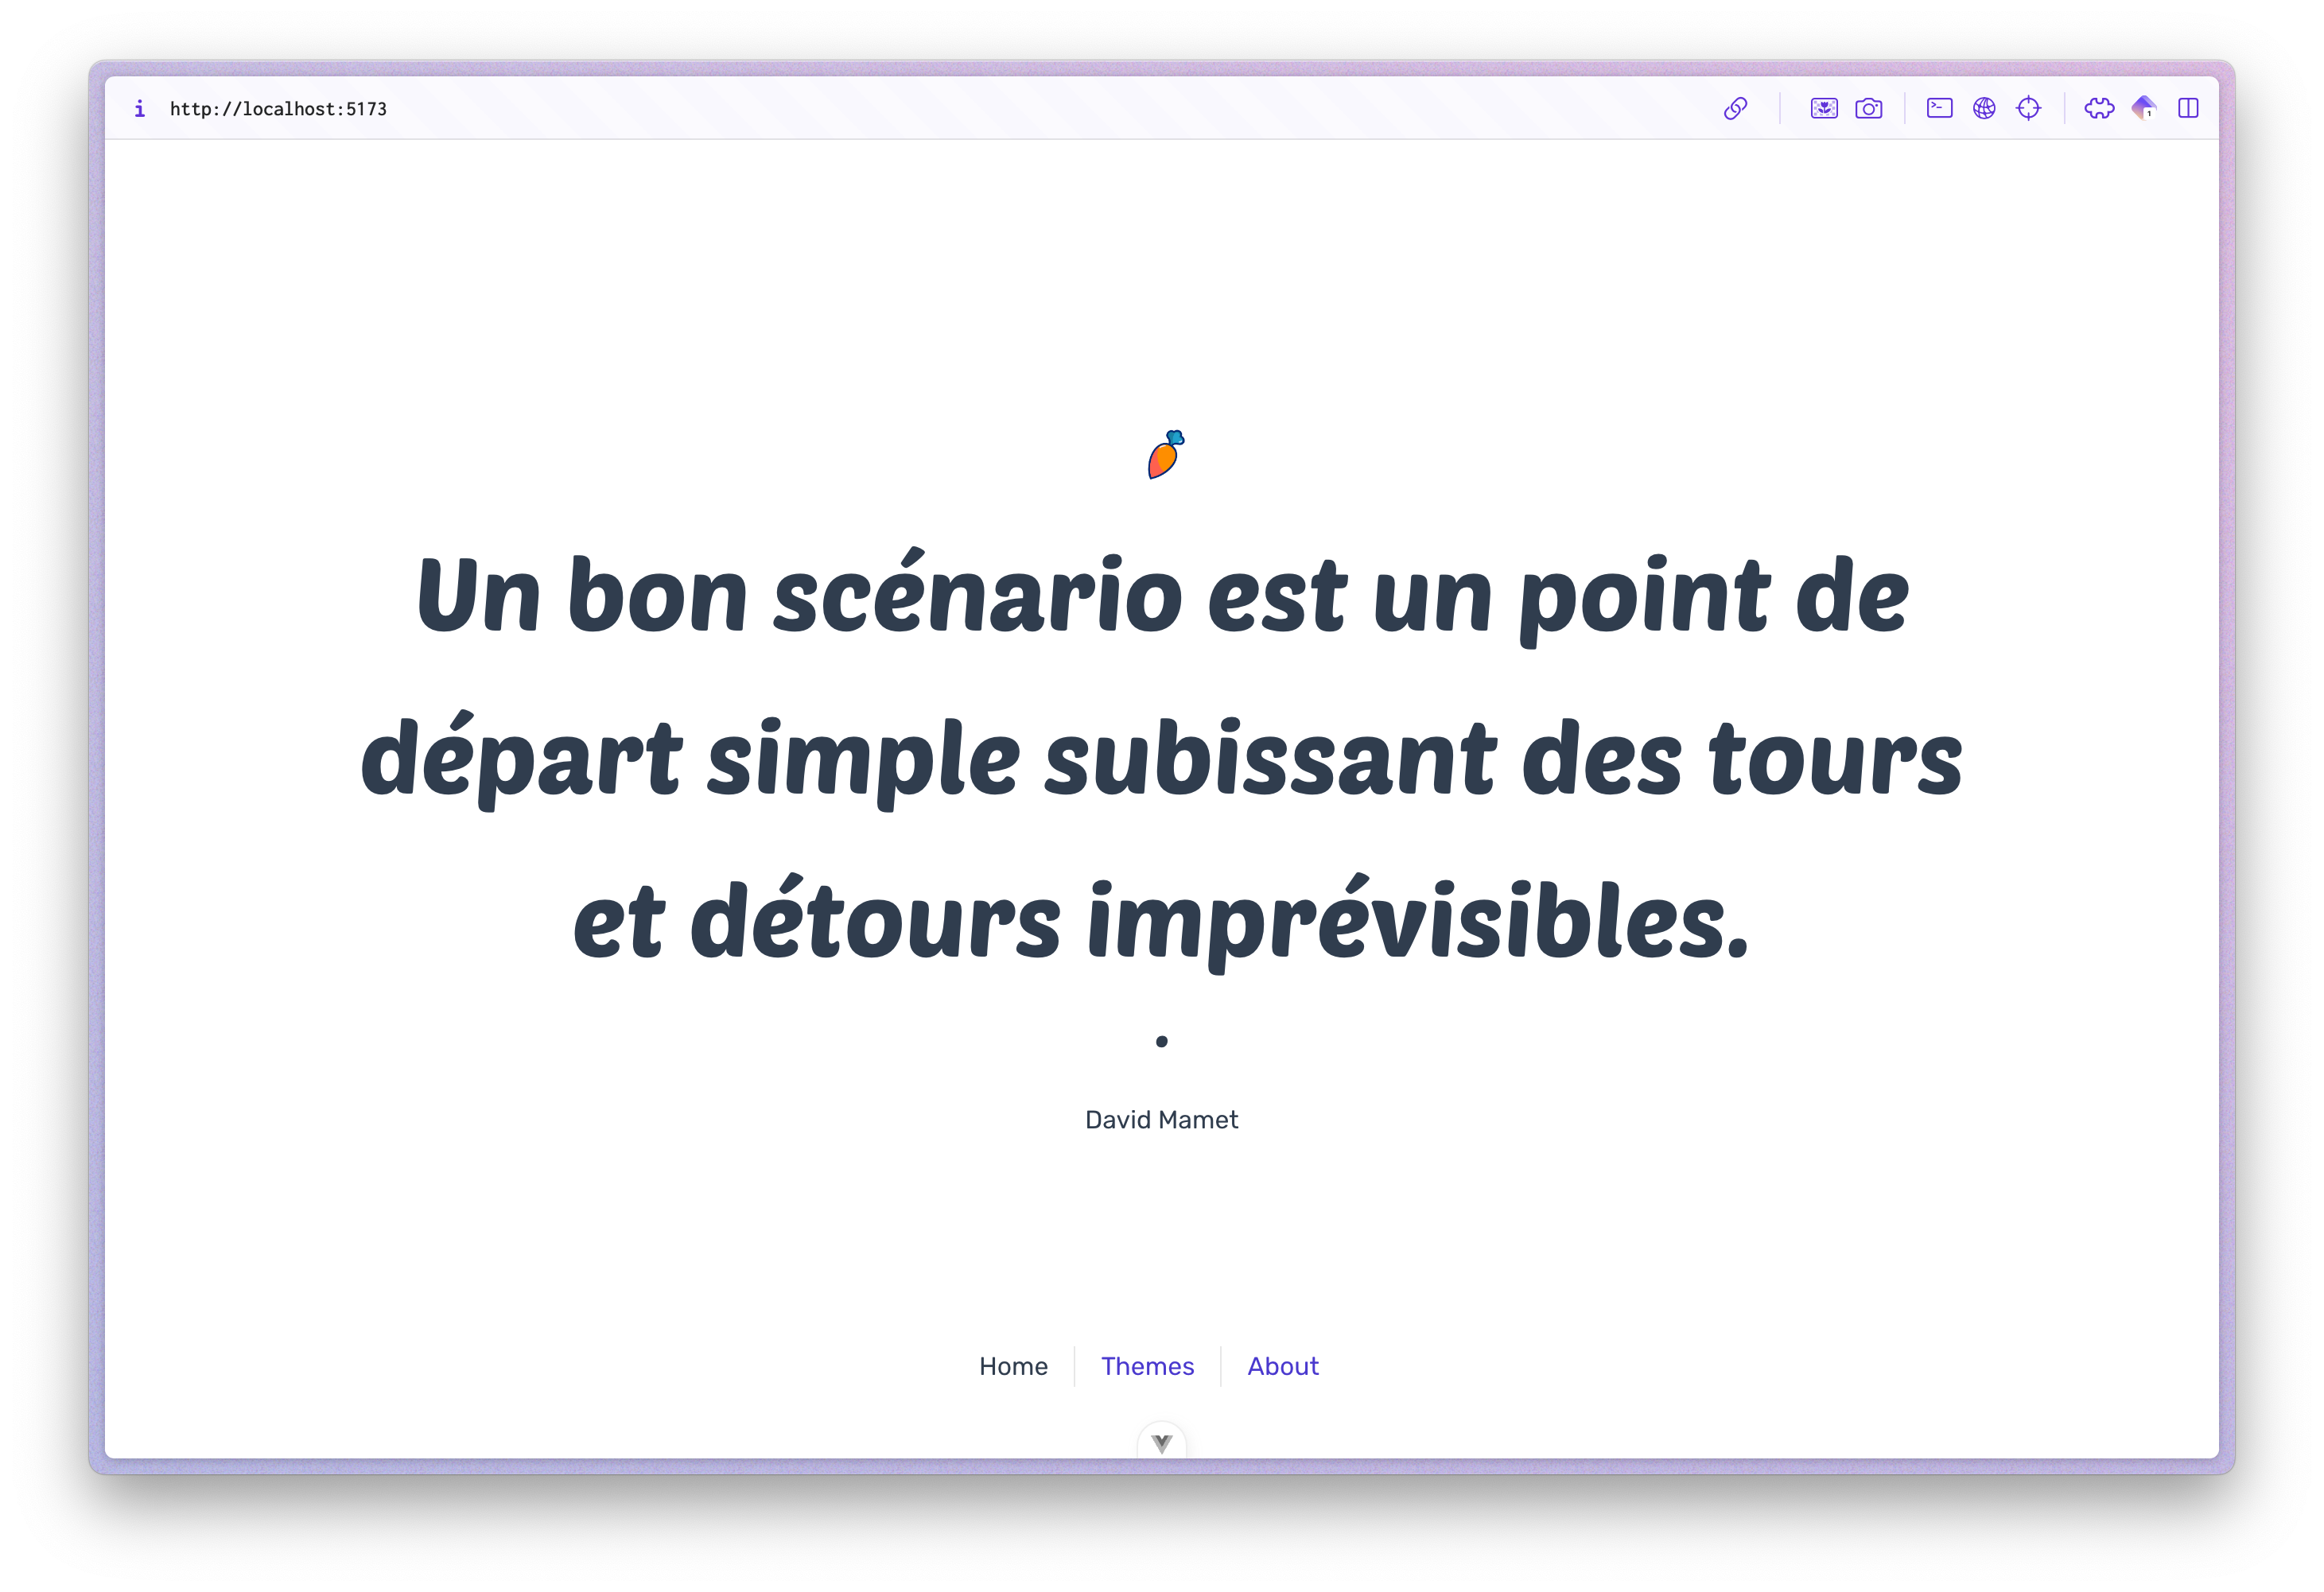 i http://localhost:5173
Un bon scénario est un point de
départ simple subissant des tours
et détours imprévisibles.
.
David Mamet
Home Themes About